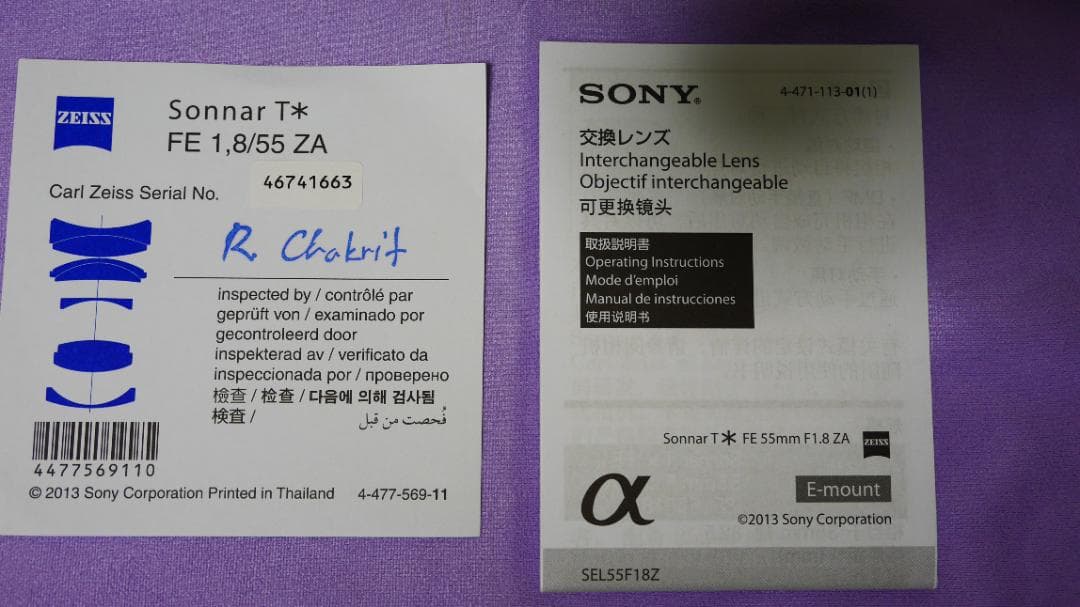 ZEISS
Sonnar T*
FE 1,8/55 ZA
Carl Zeiss Serial No.
46741663
R. Chakrit
inspected by / contrôlé par
geprüft von / examinado por
gecontroleerd door
inspekterad av / verificato da
inspeccionada por / проверено
檢查 / 检查 / 다음에 의해 검사됨
検査 / فُحصت من قبل
4477569110
© 2013 Sony Corporation Printed in Thailand 4-477-569-11
SONY®
4-471-113-01(1)
交換レンズ
Interchangeable Lens
Objectif interchangeable
可更换镜头
取扱説明書
Operating Instructions
Mode d'emploi
Manual de instrucciones
使用说明书
Sonnar T* FE 55mm F1.8 ZA ZEISS
α
E-mount
©2013 Sony Corporation
SEL55F18Z